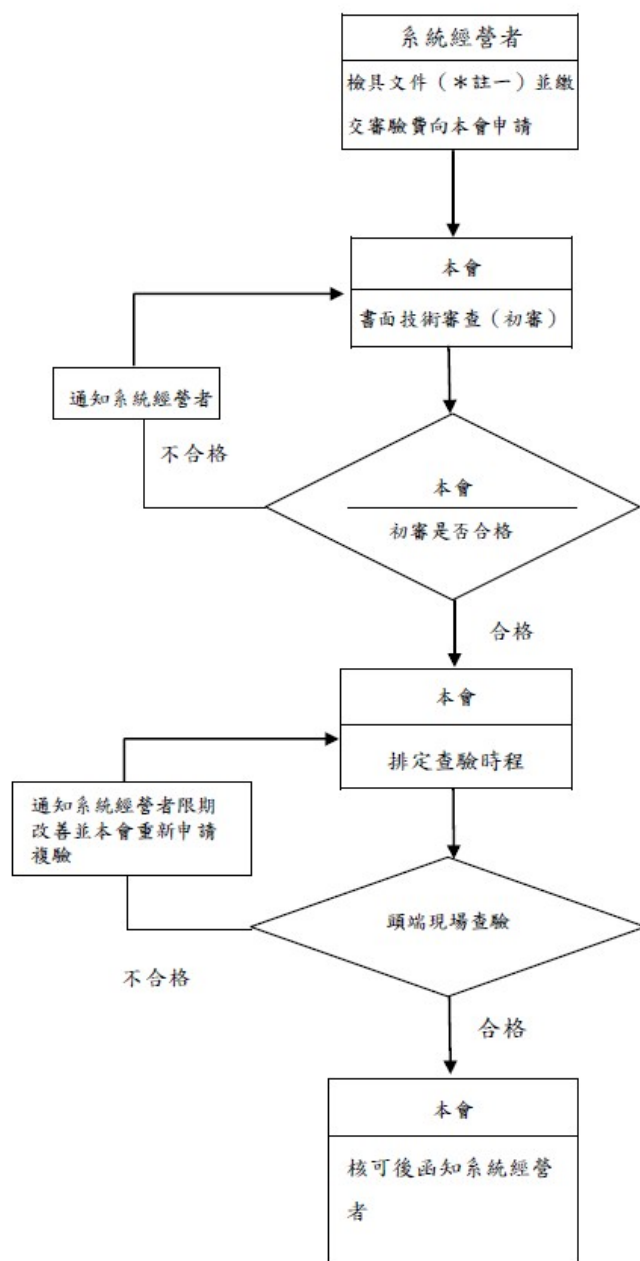 系統經營者
檢具文件（＊註一）並繳
交審驗費向本會申請
本會
書面技術審查（初審）
通知系統經營者
不合格
本會
初審是否合格
合格
本會
排定查驗時程
通知系統經營者限期
改善並本會重新申請
複驗
頭端現場查驗
不合格
合格
本會
核可後函知系統經營
者